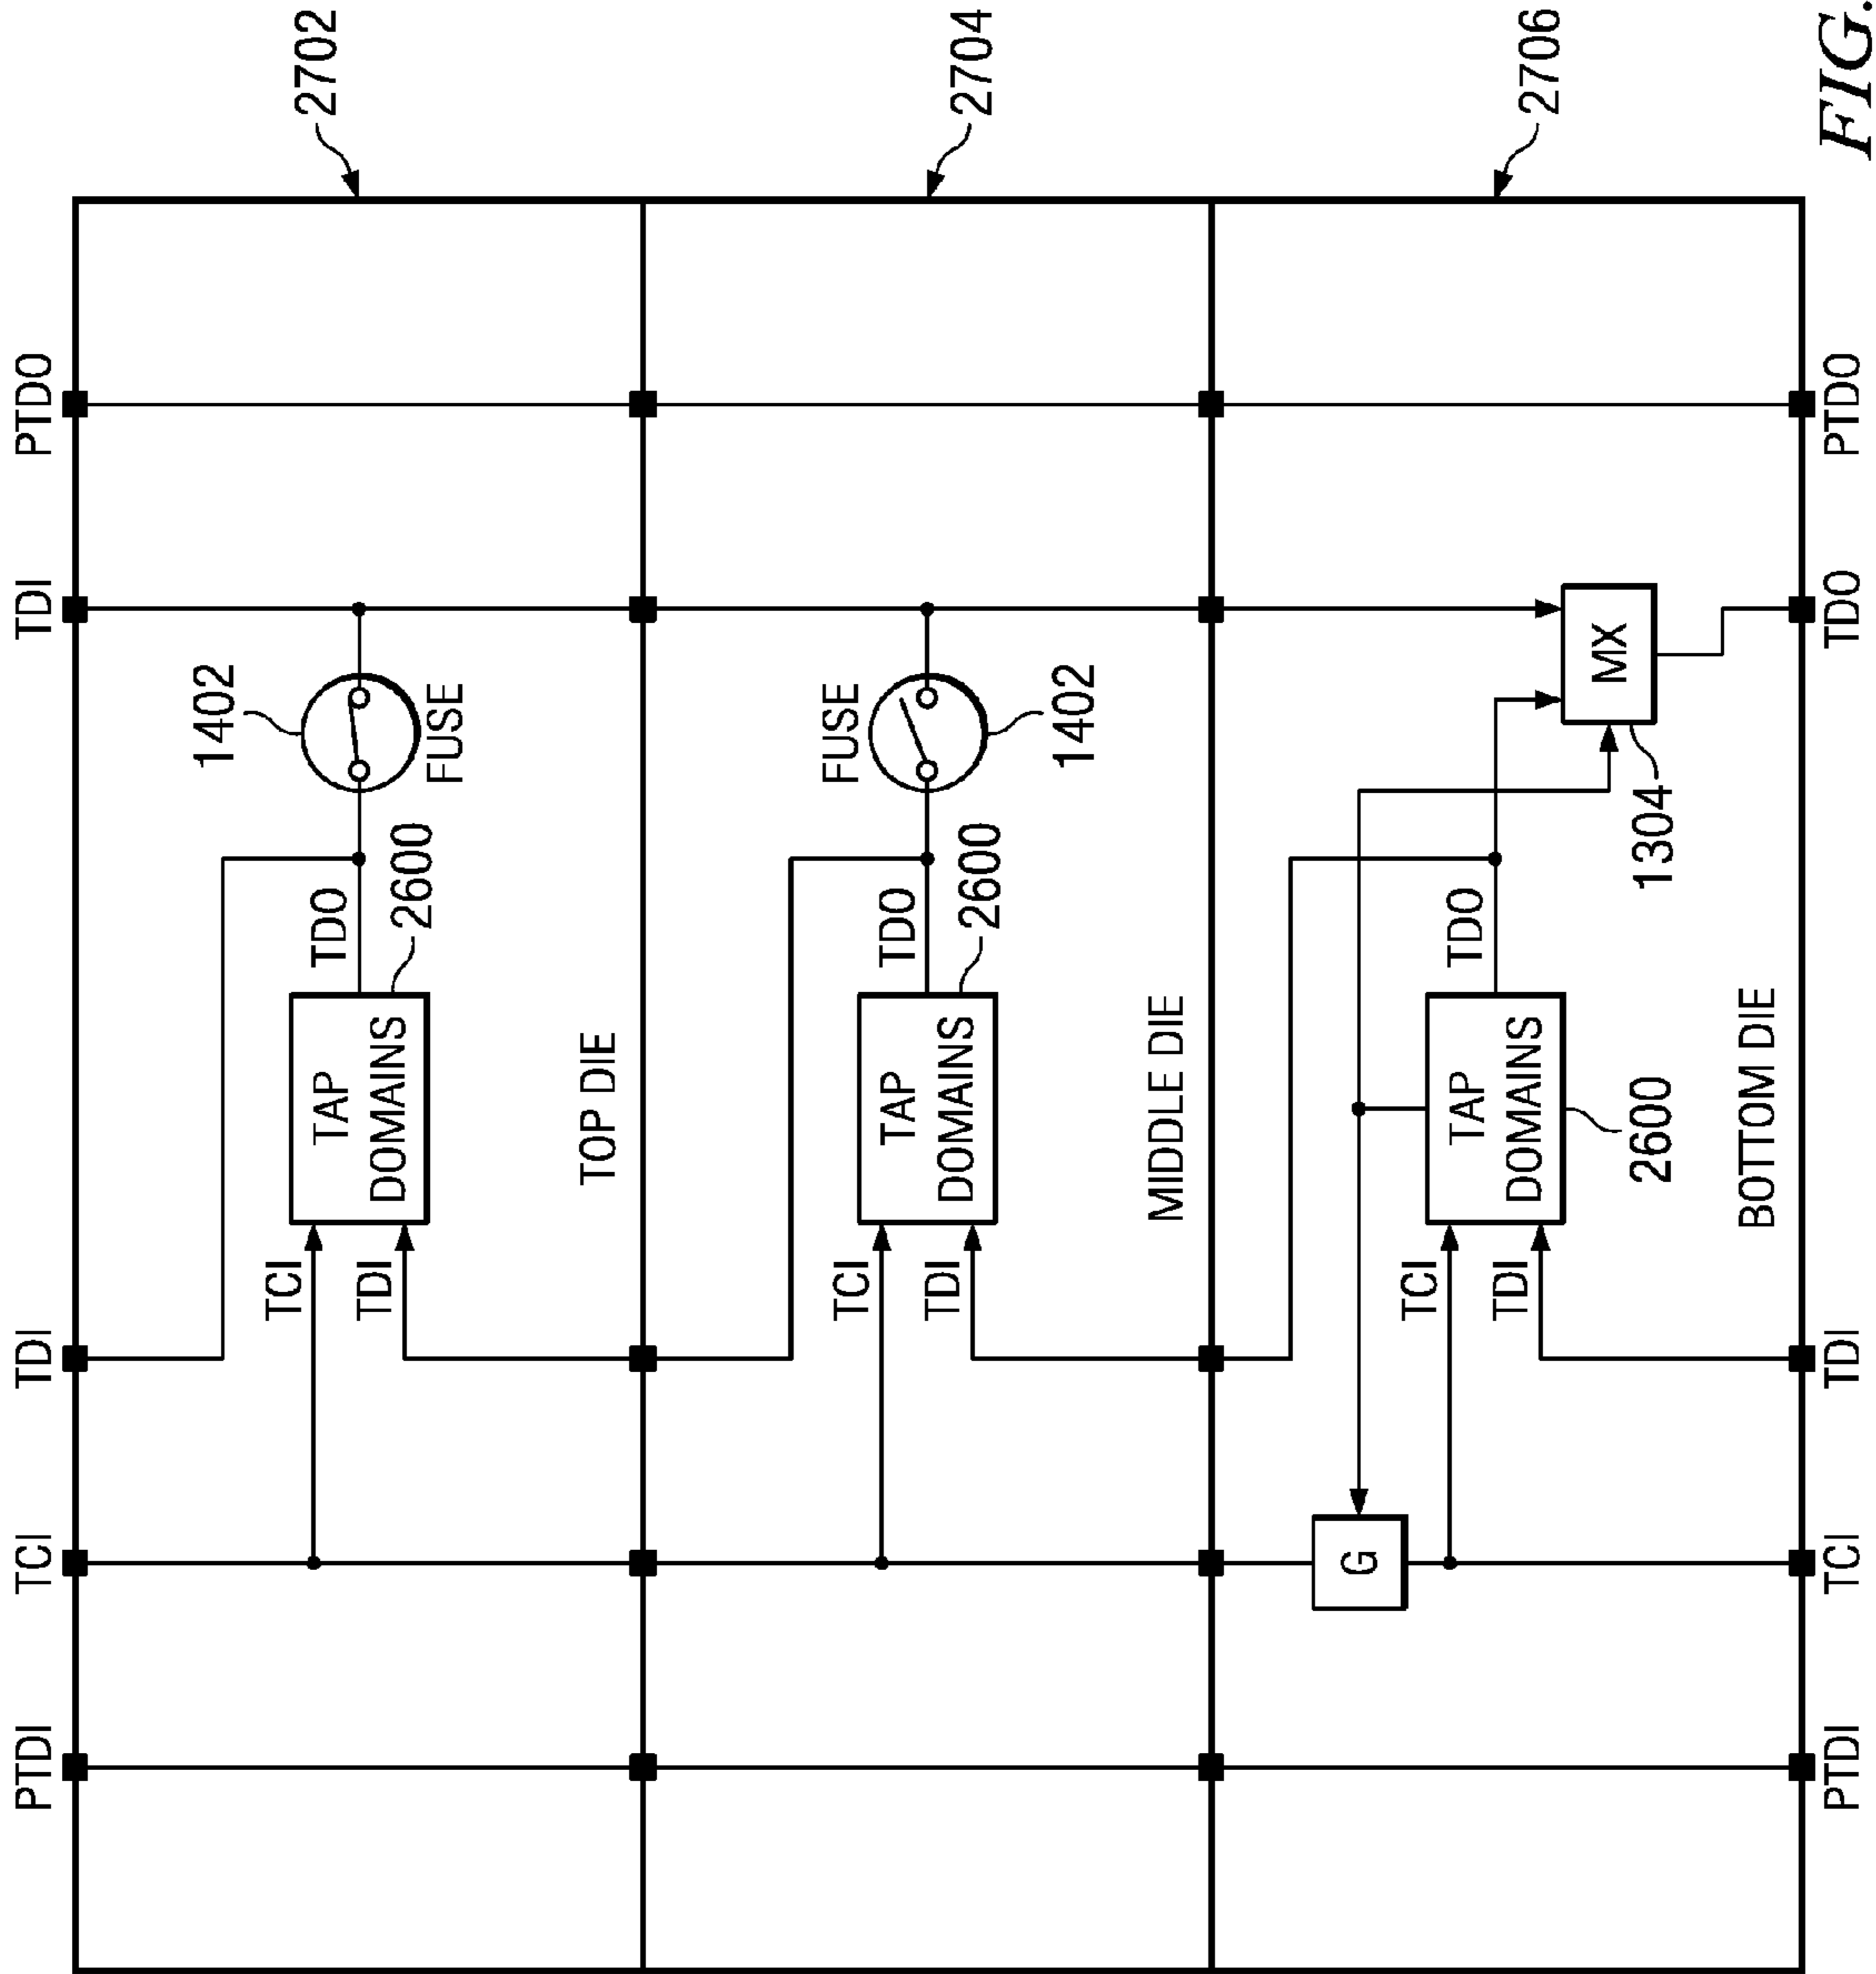 PTDI
TCI
TDI
TDI
PTDO
1402
TCI
2702
TAP
DOMAINS
TDO
TDI
2600
FUSE
TOP DIE
FUSE
TCI
TAP
DOMAINS
TDO
TDI
2704
2600
1402
MIDDLE DIE
G
TCI
TAP
DOMAINS
TDO
TDI
2706
MX
2600
1304
BOTTOM DIE
PTDI
TCI
TDI
TDO
PTDO
FIG.